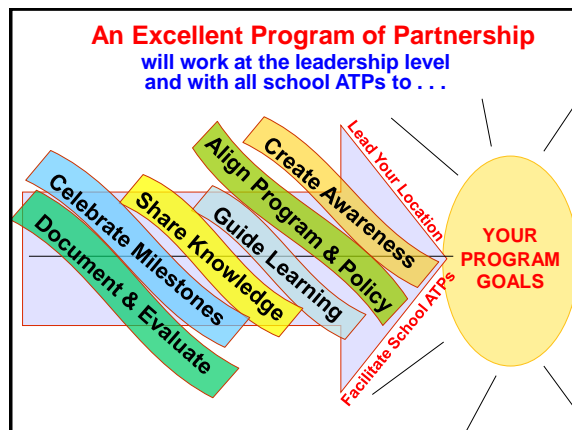 An Excellent Program of Partnership
will work at the leadership level
and with all school ATPs to . . .
Create Awareness
Align Program & Policy
Guide Learning
Share Knowledge
Celebrate Milestones
Document & Evaluate
Lead Your Location
Facilitate School ATPs
YOUR
PROGRAM
GOALS